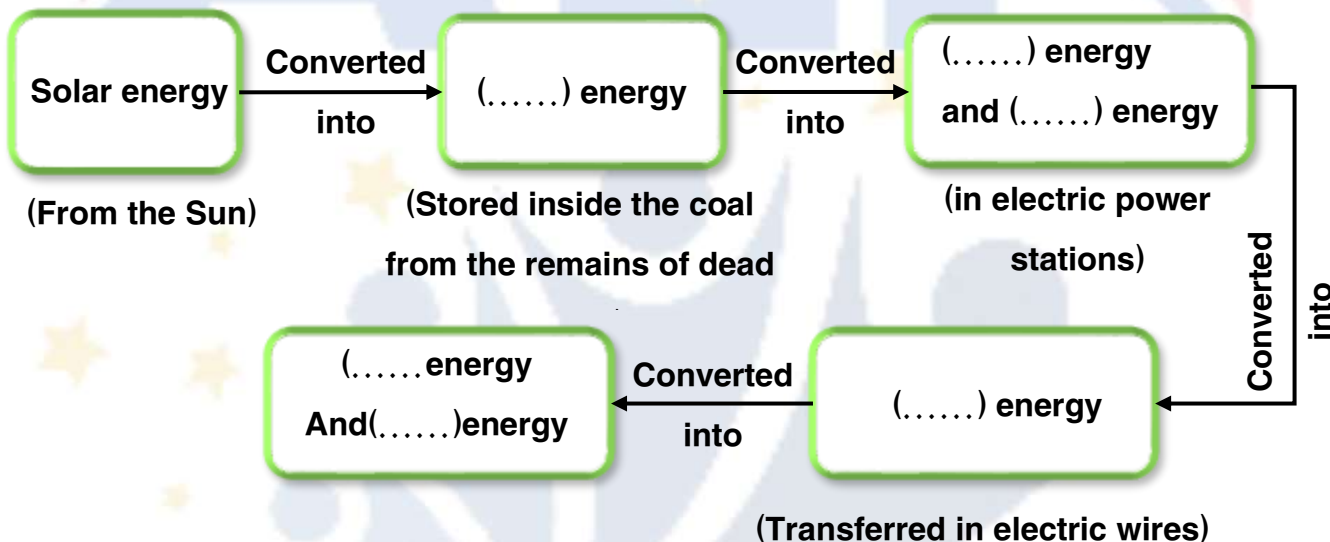 Solar energy
Converted
into
(......) energy
Converted
into
(......) energy
and (......) energy
(From the Sun)
(Stored inside the coal
from the remains of dead
(in electric power
stations)
Converted
into
(......) energy
Converted
into
(......energy
And(......)energy
(Transferred in electric wires)